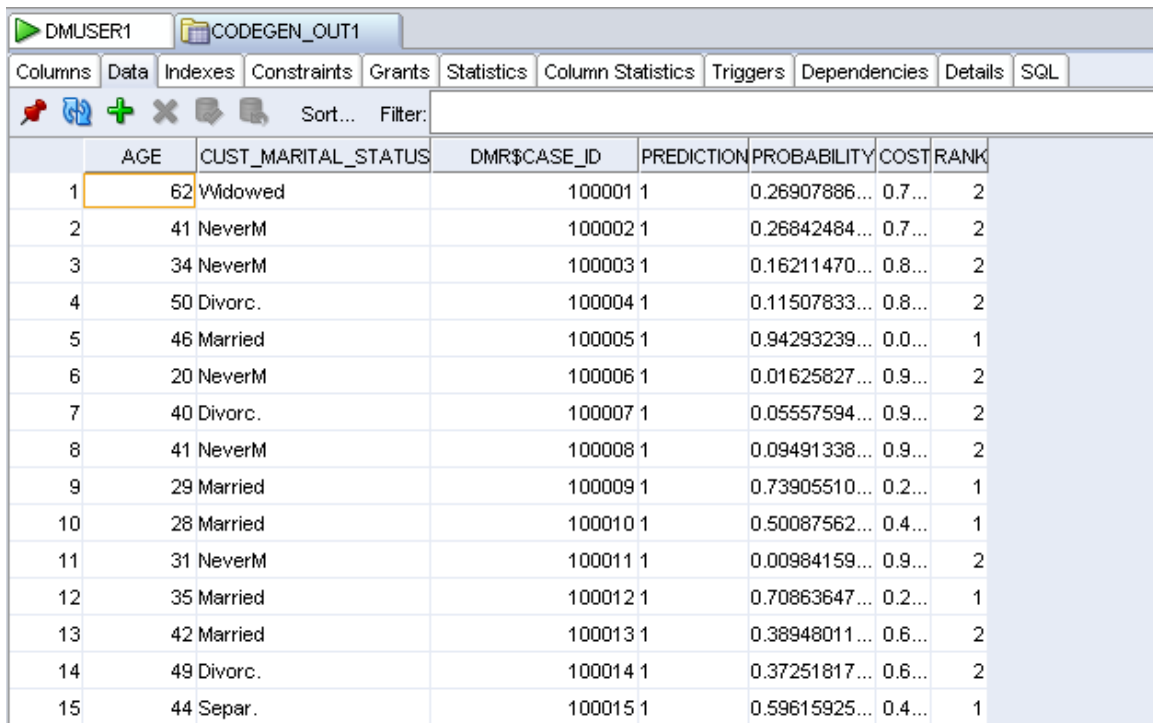 DMUSER1 CODEGEN_OUT1
Columns Data Indexes Constraints Grants Statistics Column Statistics Triggers Dependencies Details SQL
Sort... Filter:
AGE CUST_MARITAL_STATUS DMR$CASE_ID PREDICTION PROBABILITY COST RANK
1 62 Widowed 100001 1 0.26907886... 0.7... 2
2 41 NeverM 100002 1 0.26842484... 0.7... 2
3 34 NeverM 100003 1 0.16211470... 0.8... 2
4 50 Divorc. 100004 1 0.11507833... 0.8... 2
5 46 Married 100005 1 0.94293239... 0.0... 1
6 20 NeverM 100006 1 0.01625827... 0.9... 2
7 40 Divorc. 100007 1 0.05557594... 0.9... 2
8 41 NeverM 100008 1 0.09491338... 0.9... 2
9 29 Married 100009 1 0.73905510... 0.2... 1
10 28 Married 100010 1 0.50087562... 0.4... 1
11 31 NeverM 100011 1 0.00984159... 0.9... 2
12 35 Married 100012 1 0.70863647... 0.2... 1
13 42 Married 100013 1 0.38948011... 0.6... 2
14 49 Divorc. 100014 1 0.37251817... 0.6... 2
15 44 Separ. 100015 1 0.59615925... 0.4... 1